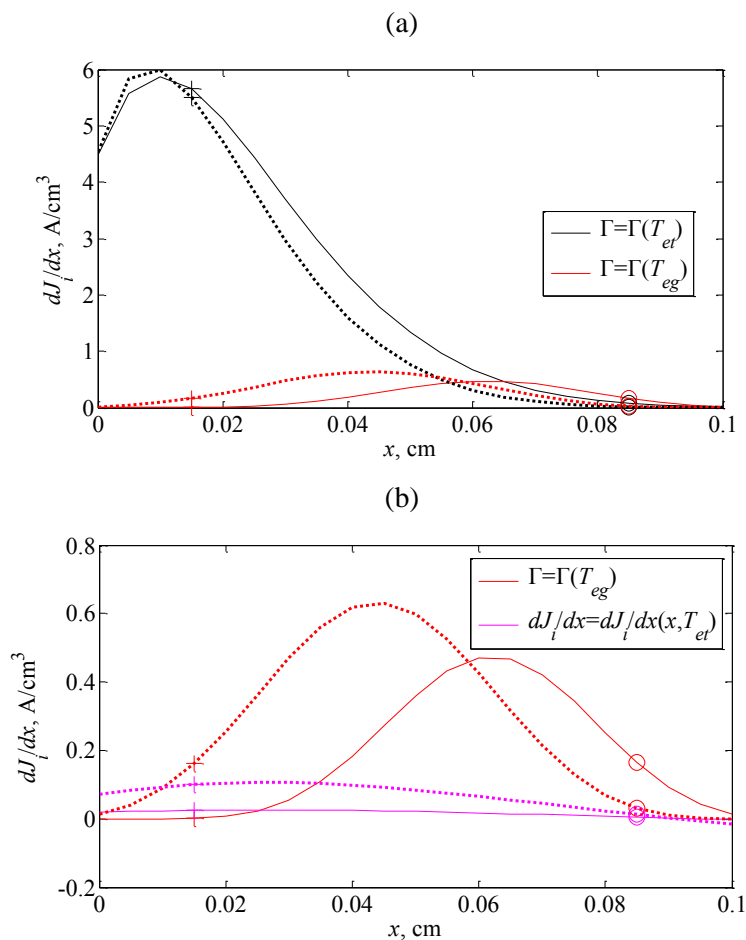 (a)
6
5
4
3
2
1
0
dJi/dx, A/cm³
Γ=Γ(Tet)
Γ=Γ(Teg)
0 0.02 0.04 0.06 0.08 0.1
x, cm
(b)
0.8
0.6
0.4
0.2
0
-0.2
dJi/dx, A/cm³
Γ=Γ(Teg)
dJi/dx=dJi/dx(x,Tet)
0 0.02 0.04 0.06 0.08 0.1
x, cm